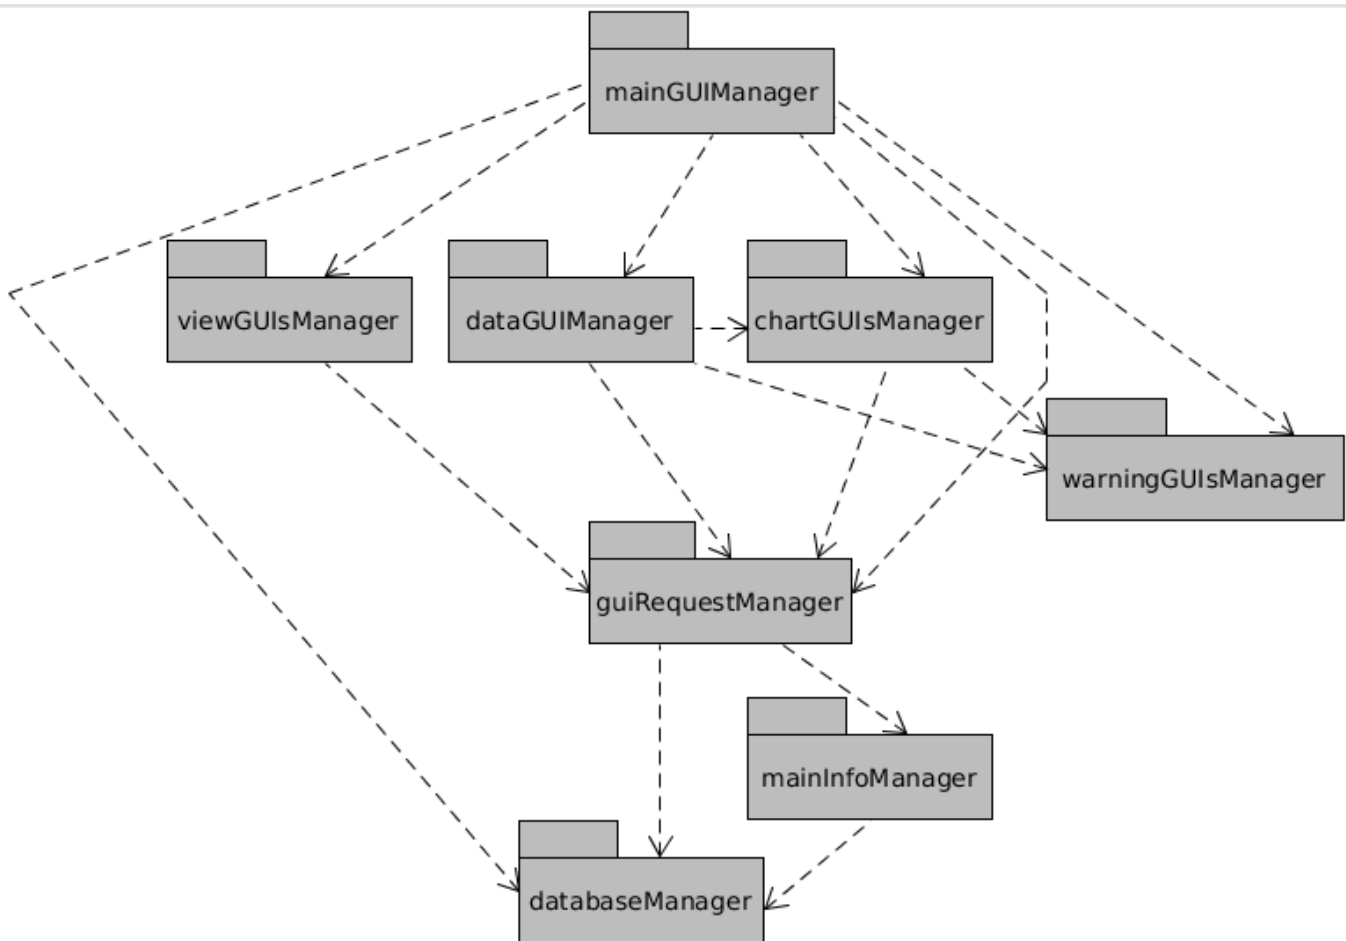 mainGUIManager
viewGUIsManager
dataGUIManager
chartGUIsManager
warningGUIsManager
guiRequestManager
mainInfoManager
databaseManager